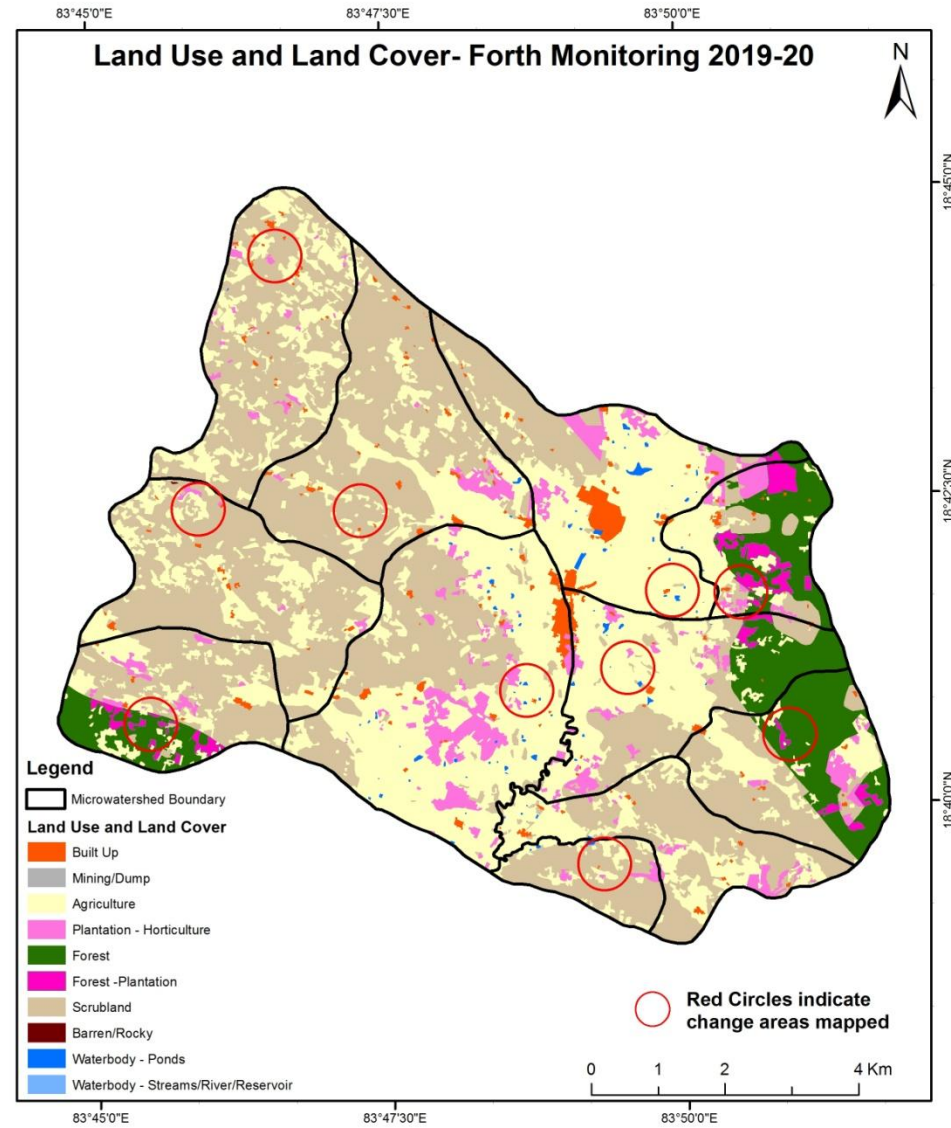 83°45'0"E
83°47'30"E
83°50'0"E
Land Use and Land Cover- Forth Monitoring 2019-20
N
18°45'0"N
18°42'30"N
18°40'0"N
Legend
Microwatershed Boundary
Land Use and Land Cover
Built Up
Mining/Dump
Agriculture
Plantation - Horticulture
Forest
Forest -Plantation
Scrubland
Barren/Rocky
Waterbody - Ponds
Waterbody - Streams/River/Reservoir
Red Circles indicate
change areas mapped
0 1 2 4 Km
83°45'0"E
83°47'30"E
83°50'0"E